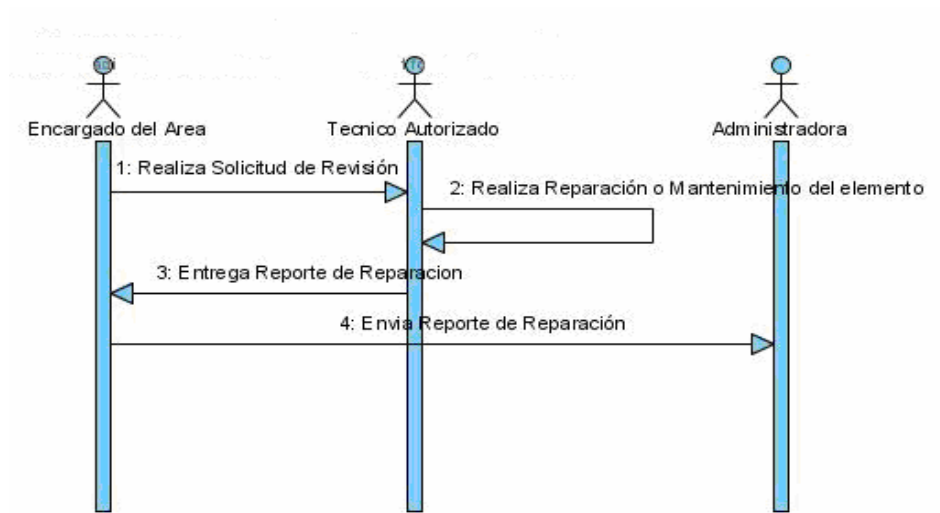 Encargado del Area
Tecnico Autorizado
Administradora
1: Realiza Solicitud de Revisión
2: Realiza Reparación o Mantenimiento del elemento
3: Entrega Reporte de Reparacion
4: Envia Reporte de Reparación